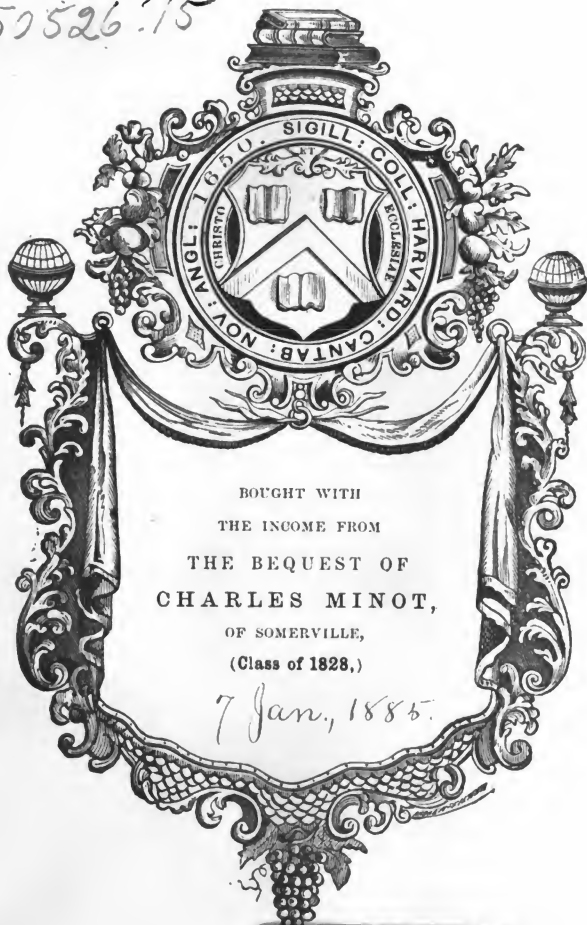 50526.15
SIGILL: COLL: HARVARD: CANTAB: NOV: ANGL: 1650.
ET
CHRISTO
ECCLESIAE
BOUGHT WITH
THE INCOME FROM
THE BEQUEST OF
CHARLES MINOT,
OF SOMERVILLE,
(Class of 1828,)
7 Jan., 1885.